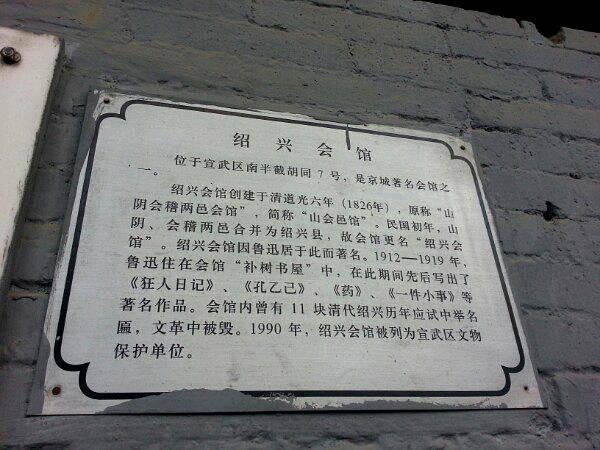 绍兴会馆
位于宣武区南半截胡同7号，是京城著名会馆之
一。
绍兴会馆创建于清道光六年（1826年），原称“山
阴会稽两邑会馆”，简称“山会邑馆”。民国初年，山
阴、会稽两邑合并为绍兴县，故会馆更名“绍兴会
馆”。绍兴会馆因鲁迅居于此而著名。1912—1919年，
鲁迅住在会馆“补树书屋”中，在此期间先后写出了
《狂人日记》、《孔乙己》、《药》、《一件小事》等
著名作品。会馆内曾有11块清代绍兴历年应试中举名
匾，文革中被毁。1990年，绍兴会馆被列为宣武区文物
保护单位。